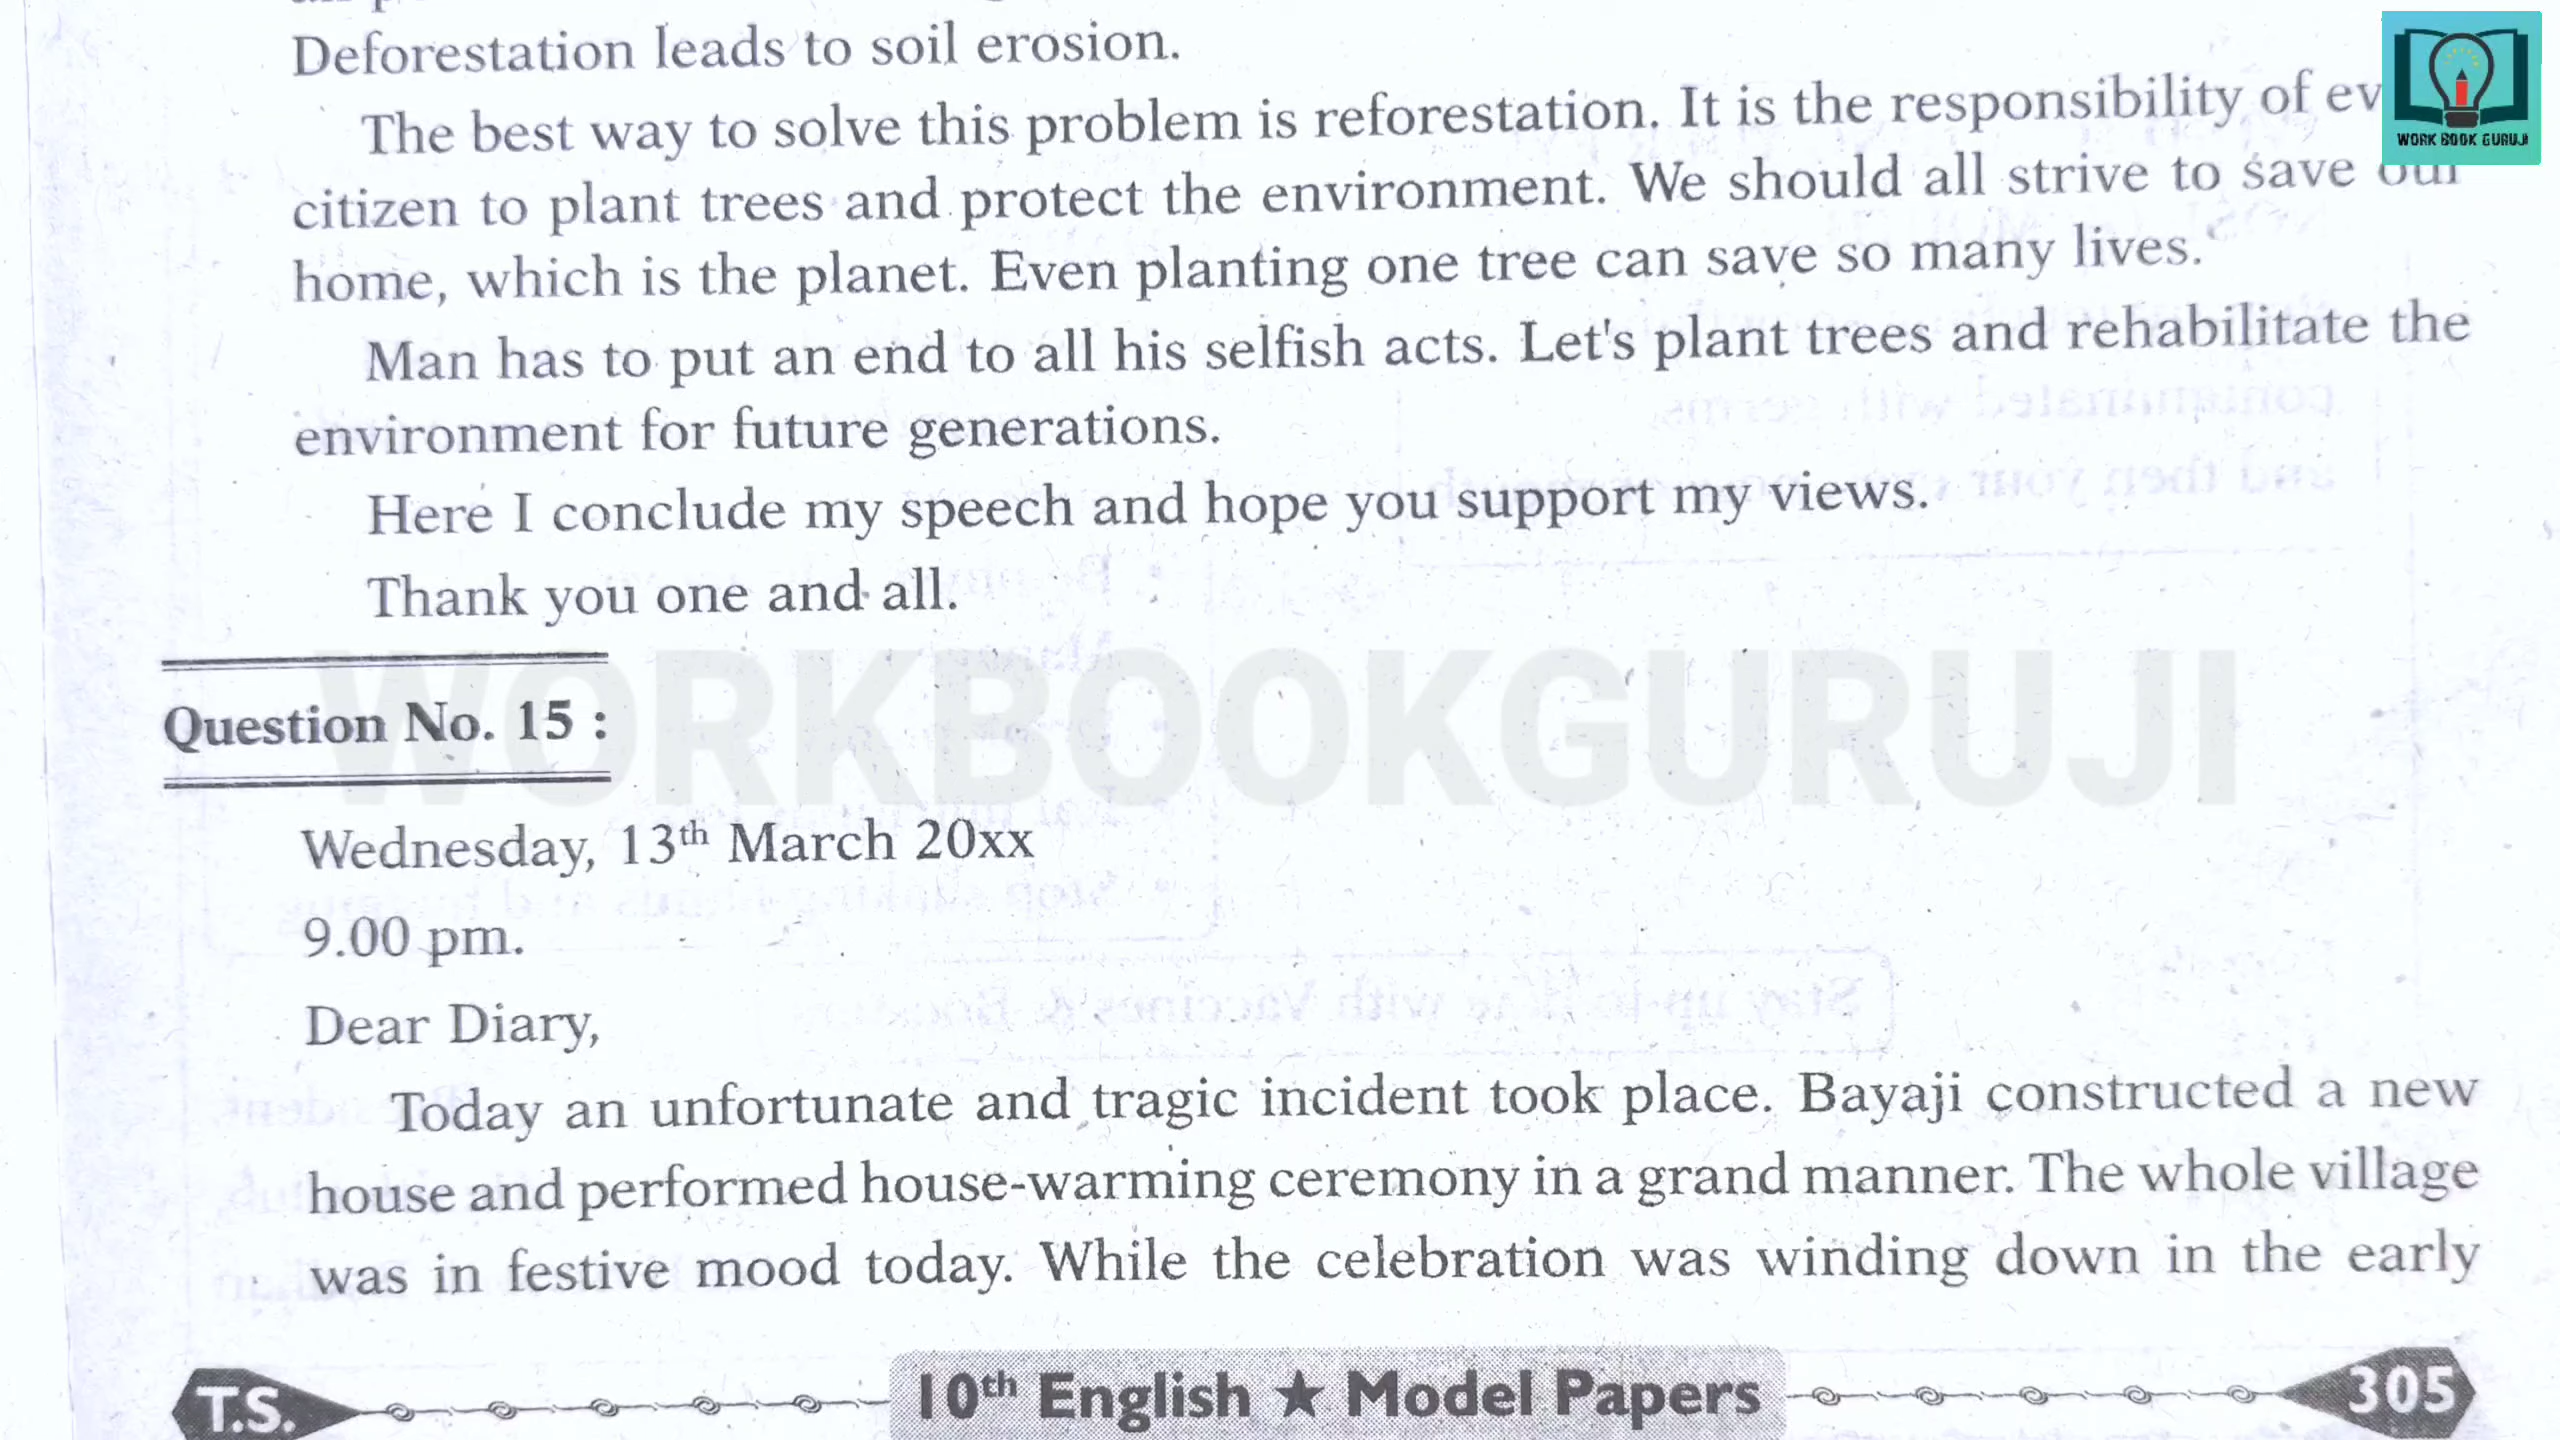 Deforestation leads to soil erosion.
The best way to solve this problem is reforestation. It is the responsibility of ev
citizen to plant trees and protect the environment. We should all strive to save our
home, which is the planet. Even planting one tree can save so many lives.
Man has to put an end to all his selfish acts. Let's plant trees and rehabilitate the
environment for future generations.
Here I conclude my speech and hope you support my views.
Thank you one and all.
Question No. 15 :
Wednesday, 13th March 20xx
9.00 pm.
Dear Diary,
Today an unfortunate and tragic incident took place. Bayaji constructed a new
house and performed house-warming ceremony in a grand manner. The whole village
was in festive mood today. While the celebration was winding down in the early
T.S. 10th English ★ Model Papers 305
WORK BOOK GURUJI
WORKBOOKGURUJI